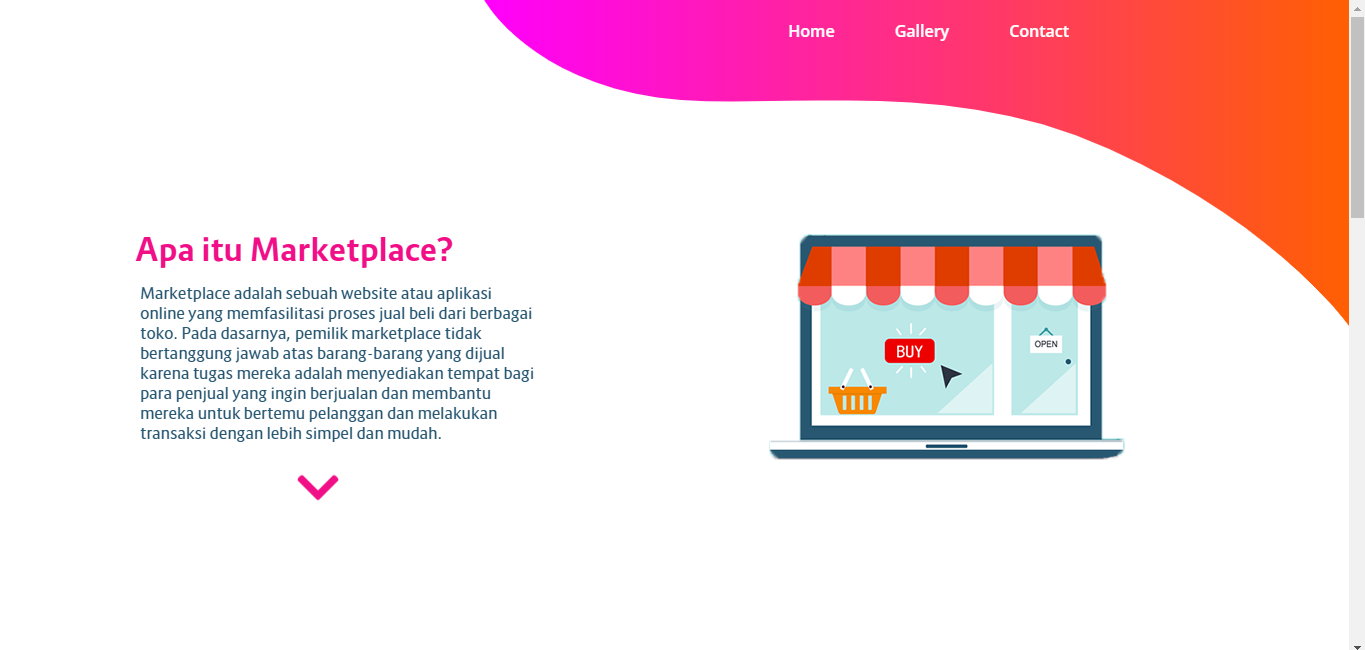 Home Gallery Contact
Apa itu Marketplace?
Marketplace adalah sebuah website atau aplikasi
online yang memfasilitasi proses jual beli dari berbagai
toko. Pada dasarnya, pemilik marketplace tidak
bertanggung jawab atas barang-barang yang dijual
karena tugas mereka adalah menyediakan tempat bagi
para penjual yang ingin berjualan dan membantu
mereka untuk bertemu pelanggan dan melakukan
transaksi dengan lebih simpel dan mudah.
BUY
OPEN